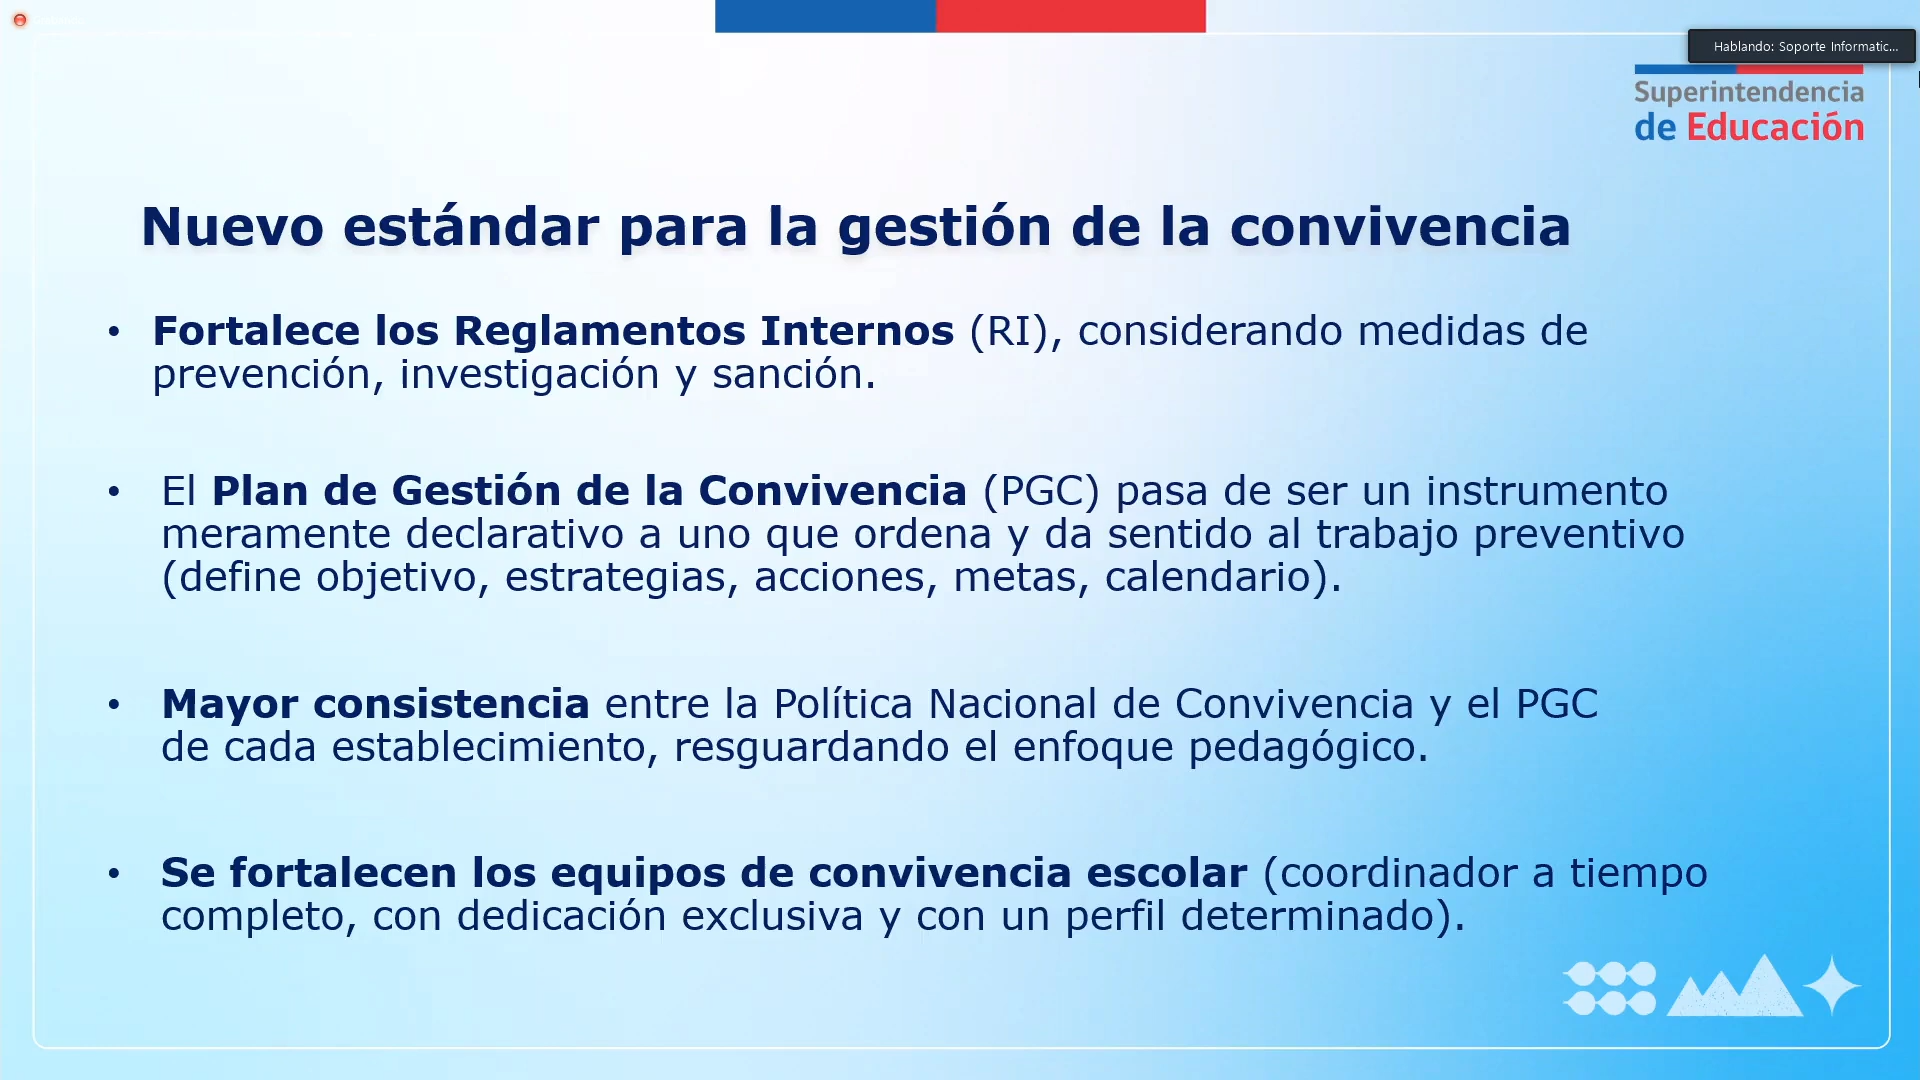 Hablando: Soporte Informatic...
Superintendencia
de Educación
Nuevo estándar para la gestión de la convivencia
• Fortalece los Reglamentos Internos (RI), considerando medidas de
prevención, investigación y sanción.
• El Plan de Gestión de la Convivencia (PGC) pasa de ser un instrumento
meramente declarativo a uno que ordena y da sentido al trabajo preventivo
(define objetivo, estrategias, acciones, metas, calendario).
• Mayor consistencia entre la Política Nacional de Convivencia y el PGC
de cada establecimiento, resguardando el enfoque pedagógico.
• Se fortalecen los equipos de convivencia escolar (coordinador a tiempo
completo, con dedicación exclusiva y con un perfil determinado).